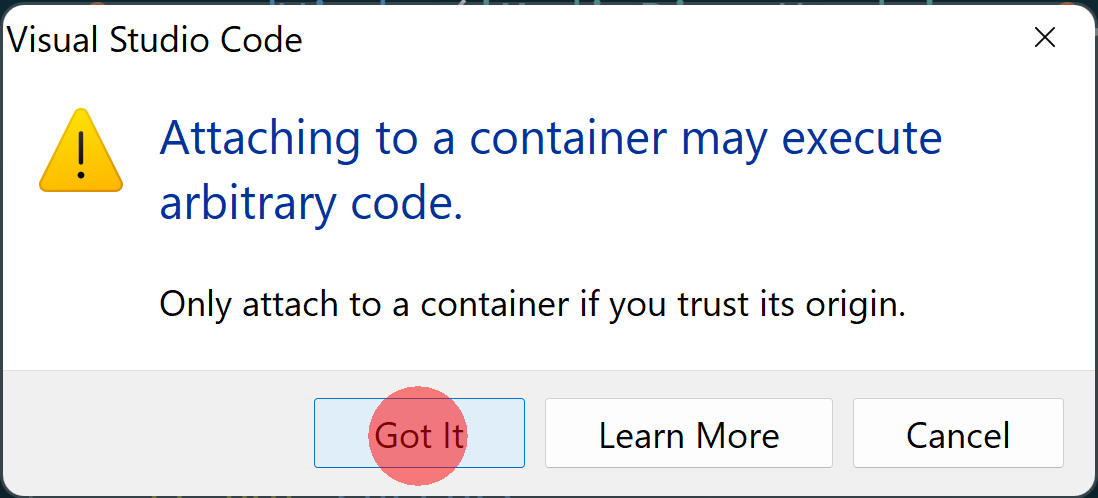 Visual Studio Code
Attaching to a container may execute
arbitrary code.
Only attach to a container if you trust its origin.
Got It
Learn More
Cancel